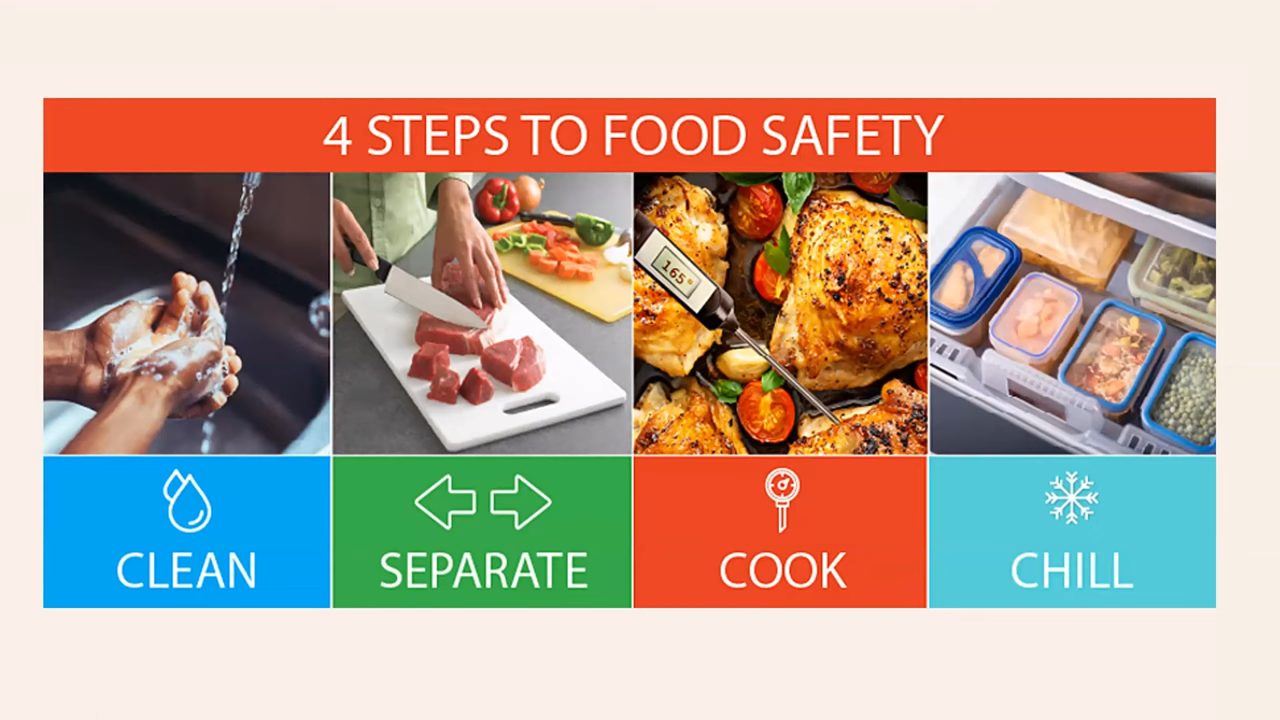 4 STEPS TO FOOD SAFETY
165°
CLEAN
SEPARATE
COOK
CHILL